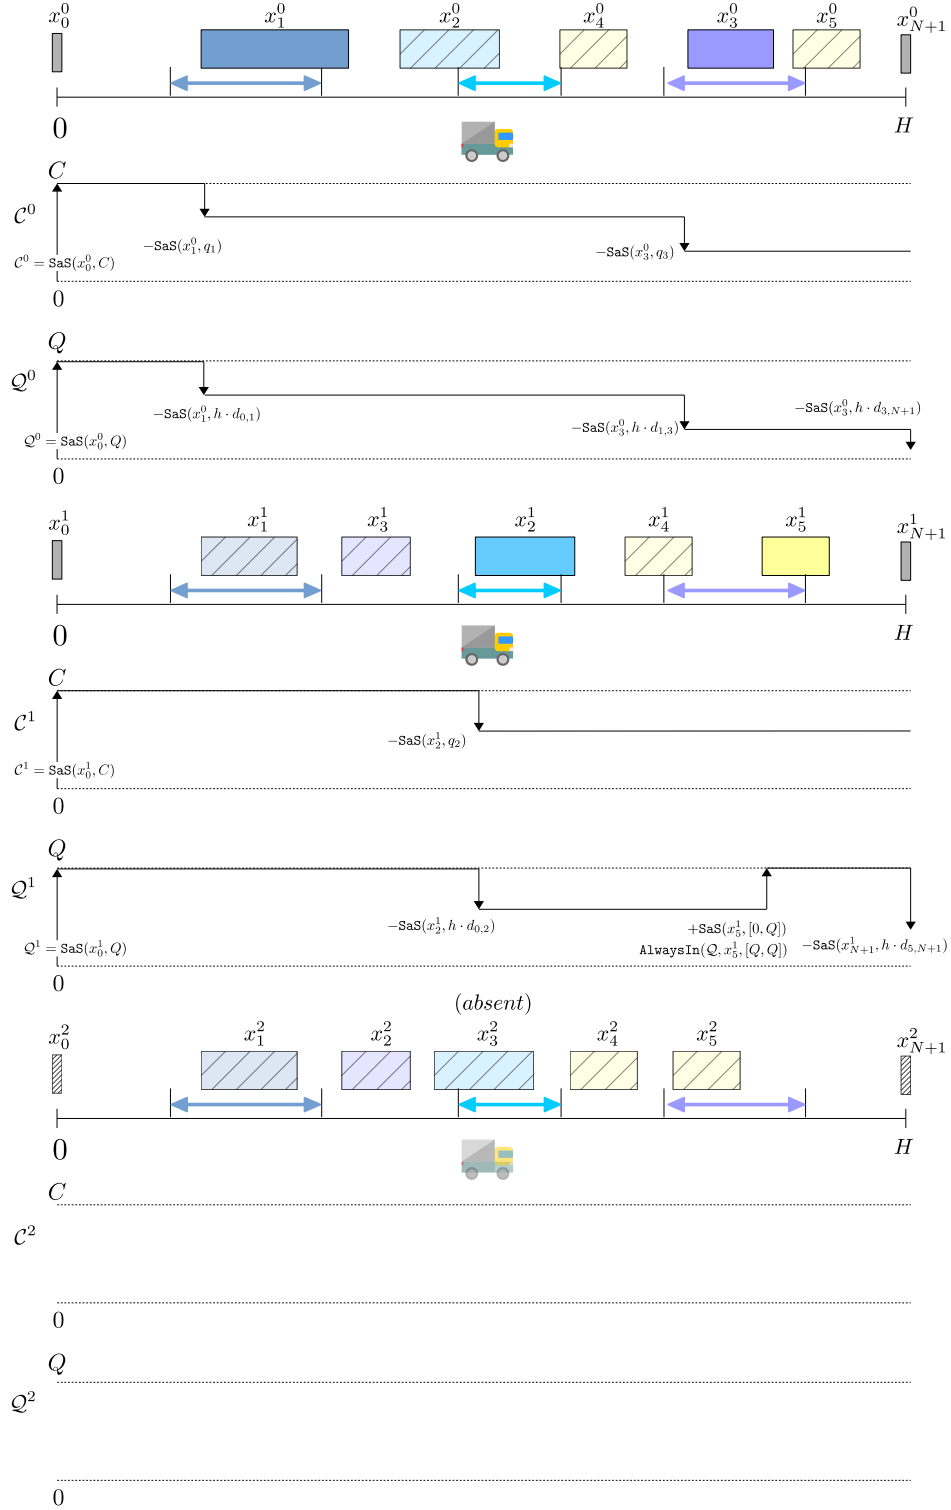 x_0^0 x_1^0 x_2^0 x_4^0 x_3^0 x_5^0 x_{N+1}^0
0 H
C
𝒞^0
−SaS(x_1^0, q_1) −SaS(x_3^0, q_3)
𝒞^0 = SaS(x_0^0, C)
0
Q
𝒬^0
−SaS(x_1^0, h · d_{0,1}) −SaS(x_3^0, h · d_{1,3}) −SaS(x_3^0, h · d_{3,N+1})
𝒬^0 = SaS(x_0^0, Q)
0
x_0^1 x_1^1 x_3^1 x_2^1 x_4^1 x_5^1 x_{N+1}^1
0 H
C
𝒞^1
−SaS(x_2^1, q_2)
𝒞^1 = SaS(x_0^1, C)
0
Q
𝒬^1
−SaS(x_2^1, h · d_{0,2}) +SaS(x_5^1, [0, Q])
𝒬^1 = SaS(x_0^1, Q) AlwaysIn(𝒬, x_5^1, [Q, Q]) −SaS(x_{N+1}^1, h · d_{5,N+1})
0
(absent)
x_0^2 x_1^2 x_2^2 x_3^2 x_4^2 x_5^2 x_{N+1}^2
0 H
C
𝒞^2
0
Q
𝒬^2
0